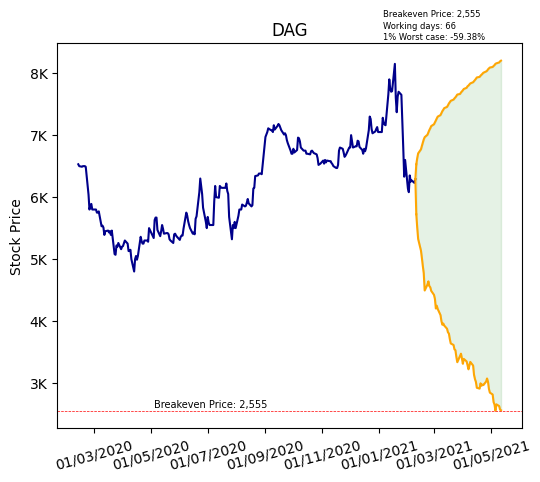 Breakeven Price: 2,555
Working days: 66
1% Worst case: -59.38%
DAG
Stock Price
8K
7K
6K
5K
4K
3K
Breakeven Price: 2,555
01/03/2020
01/05/2020
01/07/2020
01/09/2020
01/11/2020
01/01/2021
01/03/2021
01/05/2021